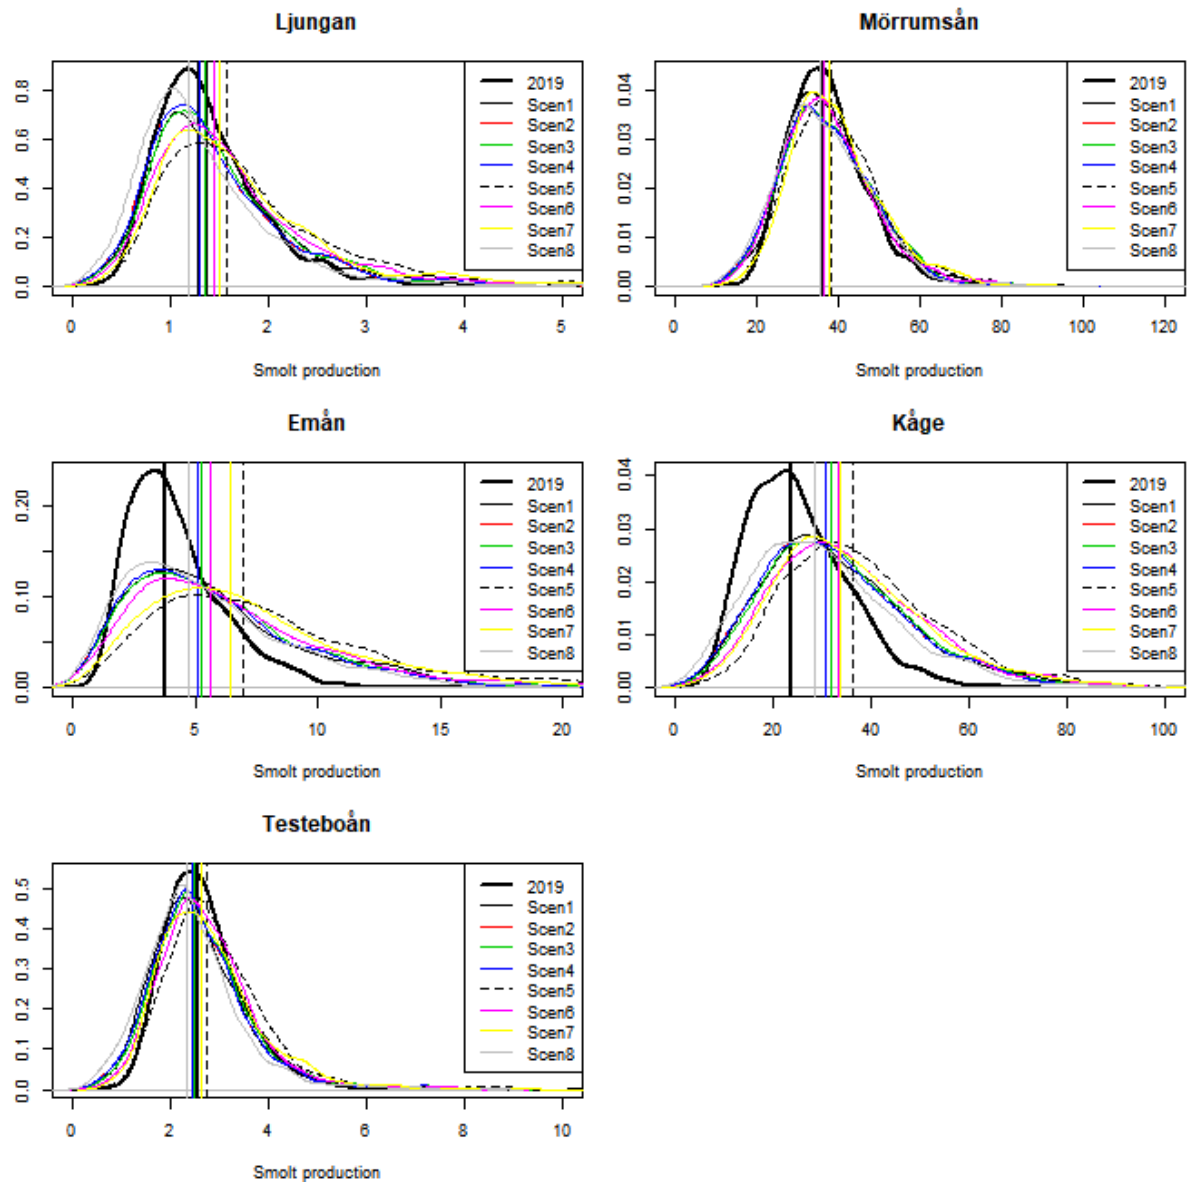 Ljungan
0.0 0.2 0.4 0.6 0.8
2019
Scen1
Scen2
Scen3
Scen4
Scen5
Scen6
Scen7
Scen8
0 1 2 3 4 5
Smolt production
Mörrumsån
0.00 0.01 0.02 0.03 0.04
2019
Scen1
Scen2
Scen3
Scen4
Scen5
Scen6
Scen7
Scen8
0 20 40 60 80 100 120
Smolt production
Emån
0.00 0.10 0.20
2019
Scen1
Scen2
Scen3
Scen4
Scen5
Scen6
Scen7
Scen8
0 5 10 15 20
Smolt production
Kåge
0.00 0.01 0.02 0.03 0.04
2019
Scen1
Scen2
Scen3
Scen4
Scen5
Scen6
Scen7
Scen8
0 20 40 60 80 100
Smolt production
Testeboån
0.0 0.1 0.2 0.3 0.4 0.5
2019
Scen1
Scen2
Scen3
Scen4
Scen5
Scen6
Scen7
Scen8
0 2 4 6 8 10
Smolt production